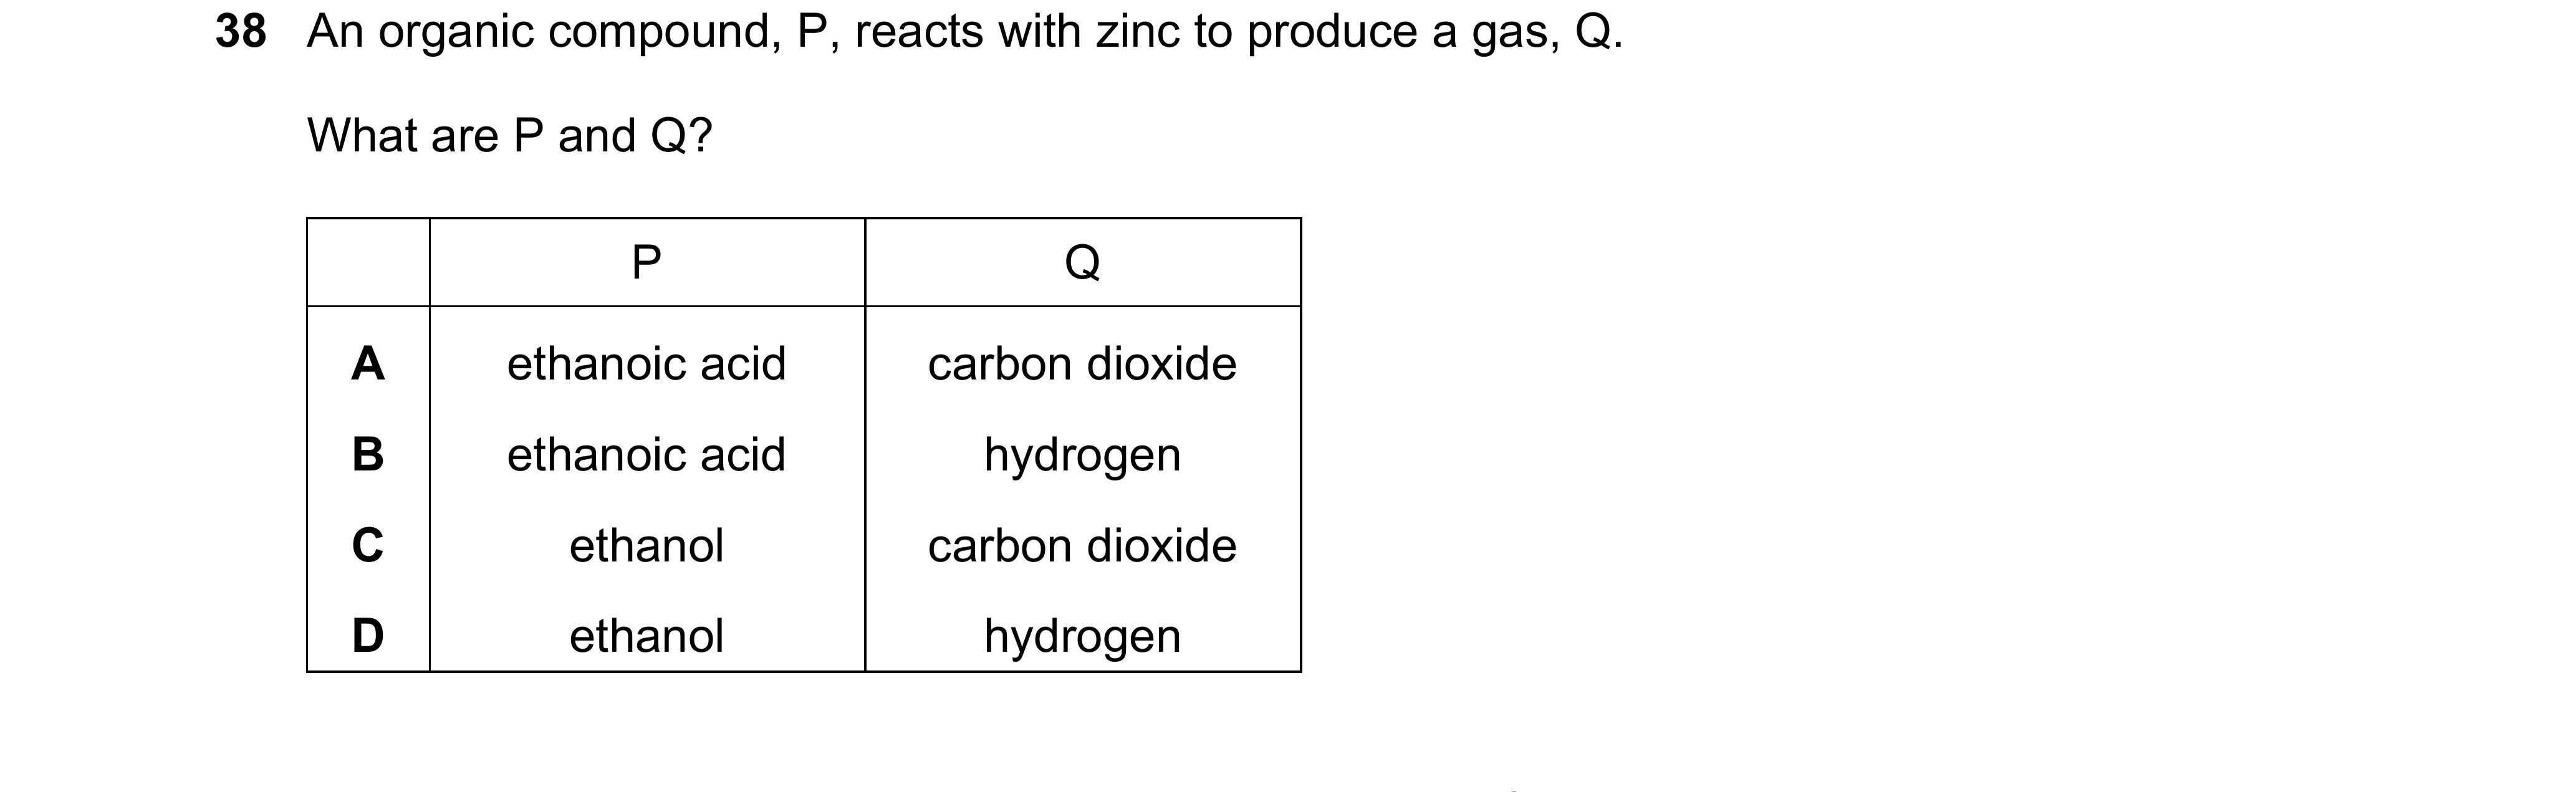 38 An organic compound, P, reacts with zinc to produce a gas, Q.
What are P and Q?
P Q
A ethanoic acid carbon dioxide
B ethanoic acid hydrogen
C ethanol carbon dioxide
D ethanol hydrogen